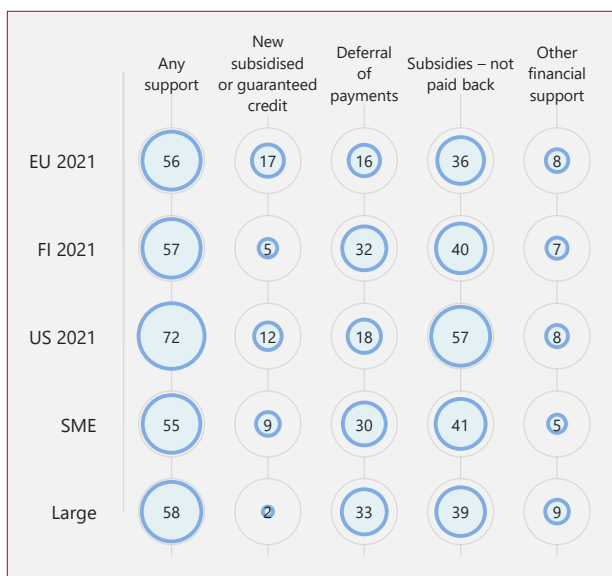 Any support
New subsidised or guaranteed credit
Deferral of payments
Subsidies – not paid back
Other financial support
EU 2021 56 17 16 36 8
FI 2021 57 5 32 40 7
US 2021 72 12 18 57 8
SME 55 9 30 41 5
Large 58 2 33 39 9